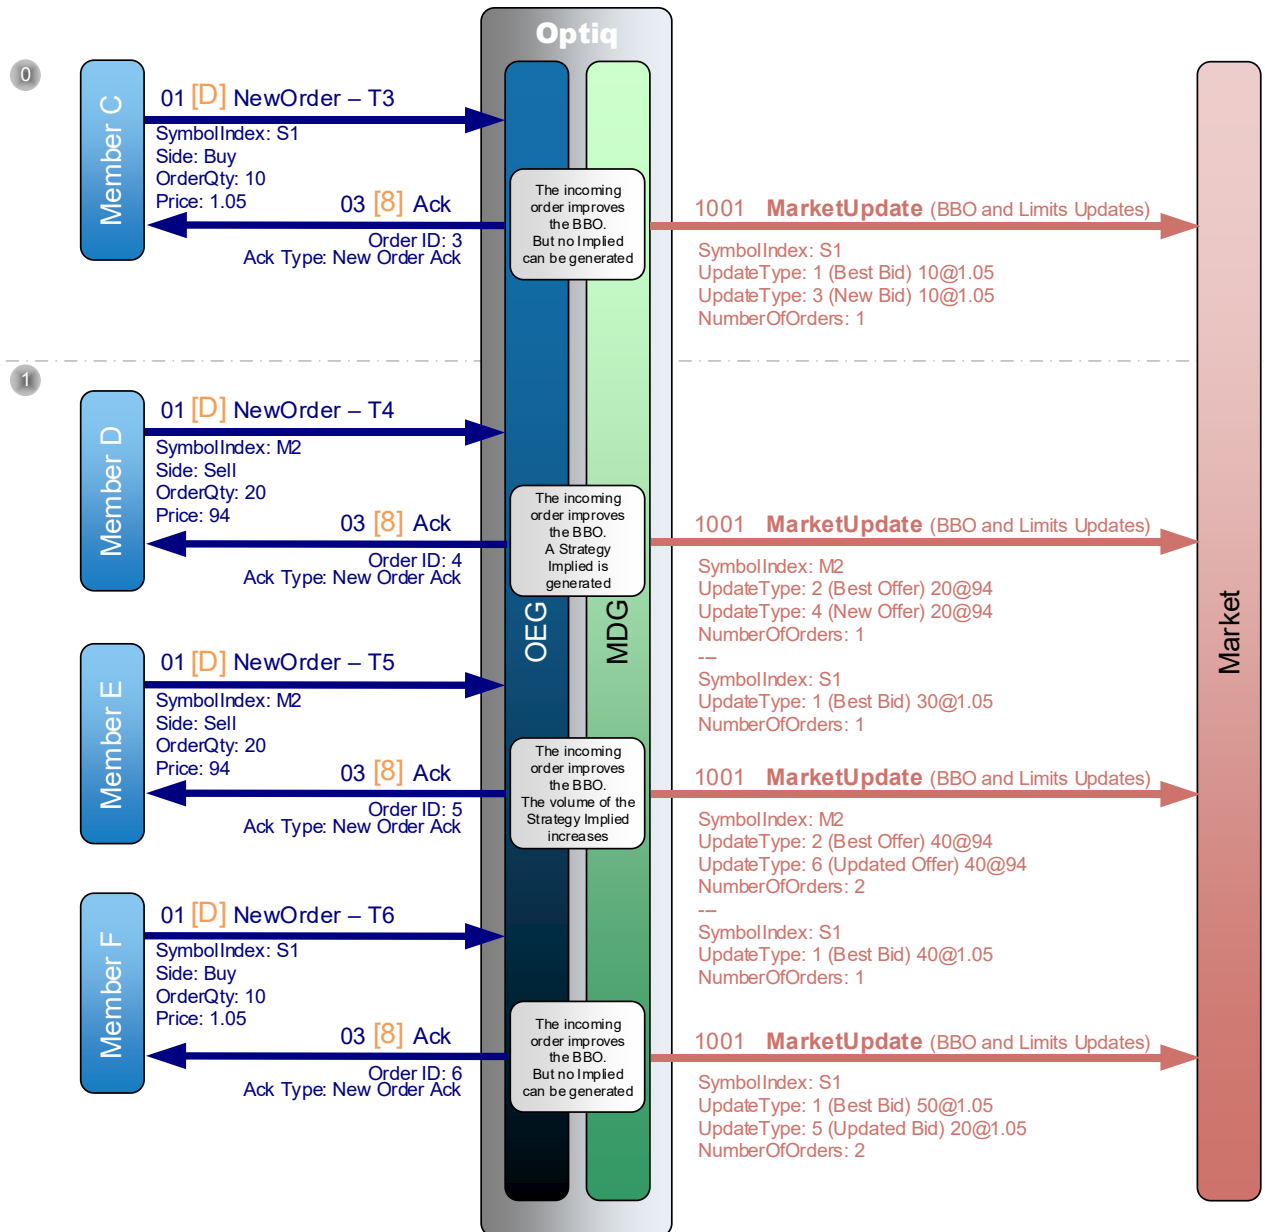 Optiq
0
Member C
01 [D] NewOrder – T3
SymbolIndex: S1
Side: Buy
OrderQty: 10
Price: 1.05
03 [8] Ack
Order ID: 3
Ack Type: New Order Ack
The incoming
order improves
the BBO.
But no Implied
can be generated
1001 MarketUpdate (BBO and Limits Updates)
SymbolIndex: S1
UpdateType: 1 (Best Bid) 10@1.05
UpdateType: 3 (New Bid) 10@1.05
NumberOfOrders: 1
1
Member D
01 [D] NewOrder – T4
SymbolIndex: M2
Side: Sell
OrderQty: 20
Price: 94
03 [8] Ack
Order ID: 4
Ack Type: New Order Ack
The incoming
order improves
the BBO.
A Strategy
Implied is
generated
1001 MarketUpdate (BBO and Limits Updates)
SymbolIndex: M2
UpdateType: 2 (Best Offer) 20@94
UpdateType: 4 (New Offer) 20@94
NumberOfOrders: 1
---
SymbolIndex: S1
UpdateType: 1 (Best Bid) 30@1.05
NumberOfOrders: 1
OEG
MDG
Market
Member E
01 [D] NewOrder – T5
SymbolIndex: M2
Side: Sell
OrderQty: 20
Price: 94
03 [8] Ack
Order ID: 5
Ack Type: New Order Ack
The incoming
order improves
the BBO.
The volume of the
Strategy Implied
increases
1001 MarketUpdate (BBO and Limits Updates)
SymbolIndex: M2
UpdateType: 2 (Best Offer) 40@94
UpdateType: 6 (Updated Offer) 40@94
NumberOfOrders: 2
---
SymbolIndex: S1
UpdateType: 1 (Best Bid) 40@1.05
NumberOfOrders: 1
Member F
01 [D] NewOrder – T6
SymbolIndex: S1
Side: Buy
OrderQty: 10
Price: 1.05
03 [8] Ack
Order ID: 6
Ack Type: New Order Ack
The incoming
order improves
the BBO.
But no Implied
can be generated
1001 MarketUpdate (BBO and Limits Updates)
SymbolIndex: S1
UpdateType: 1 (Best Bid) 50@1.05
UpdateType: 5 (Updated Bid) 20@1.05
NumberOfOrders: 2